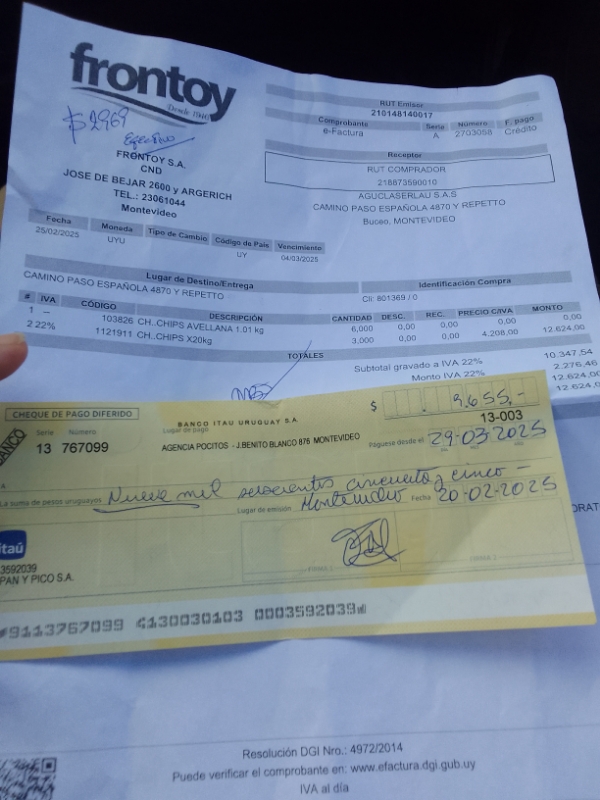 frontoy
Desde 1940
$ 2969
Efectivo
FRONTOY S.A.
CND
JOSE DE BEJAR 2600 y ARGERICH
TEL.: 23061044
Montevideo
RUT Emisor
210148140017
Comprobante Serie Número F. pago
e-Factura A 2703098 Crédito
Receptor
RUT COMPRADOR
218873590010
AGUCLASERLAU S.A.S
CAMINO PASO ESPAÑOLA 4870 Y REPETTO
Buceo, MONTEVIDEO
Fecha Moneda Tipo de Cambio Código de País Vencimiento
25/02/2025 UYU UY 04/03/2025
Lugar de Destino/Entrega
CAMINO PASO ESPAÑOLA 4870 Y REPETTO
Identificación Compra
Cli: 801369 / 0
# IVA CÓDIGO DESCRIPCIÓN CANTIDAD DESC. REC. PRECIO C/IVA MONTO
1 -- 103826 CH..CHIPS AVELLANA 1.01 kg 6,000 0,00 0,00 0,00 0,00
2 22% 1121911 CH..CHIPS X20kg 3,000 0,00 0,00 4.208,00 12.624,00
TOTALES
Subtotal gravado a IVA 22% 10.347,54
Monto IVA 22% 2.276,46
12.624,00
12.624,00
CHEQUE DE PAGO DIFERIDO
BANCO ITAU URUGUAY S.A.
$ 9.655,-
13-003
BANCO
Serie Número
13 767099
Lugar de pago
AGENCIA POCITOS - J.BENITO BLANCO 875 MONTEVIDEO
Páguese desde el 29-03-2025
A
La suma de pesos uruguayos Nueve mil seiscientos cincuenta y cinco —
Lugar de emisión Montevideo Fecha 20-02-2025
itaú
3592039
PAN Y PICO S.A.
FIRMA
FIRMA
9113767099 4130030103 0003592039
Resolución DGI Nro.: 4972/2014
Puede verificar el comprobante en: www.efactura.dgi.gub.uy
IVA al día